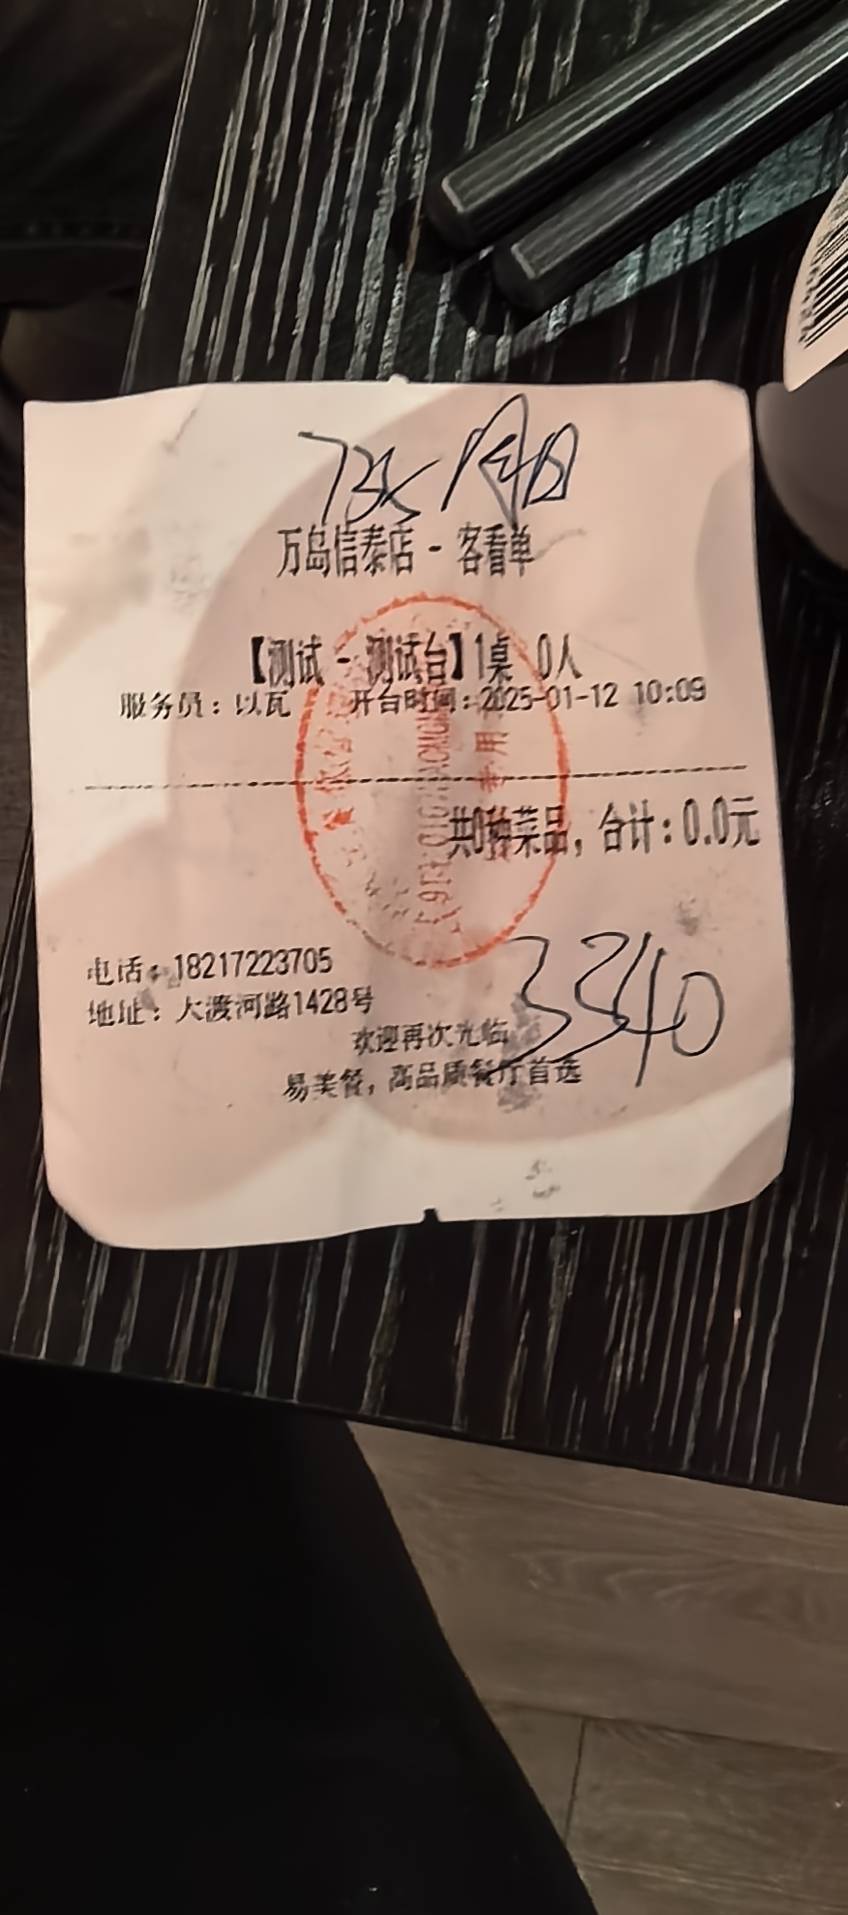 万岛信泰店 - 客看单
【测试 - 测试台】1桌 0人
服务员：以瓦 开台时间：2025-01-12 10:09
共0种菜品，合计：0.0元
电话：18217223705
地址：大渡河路1428号
3340
欢迎再次光临
易美餐，高品质餐厅首选